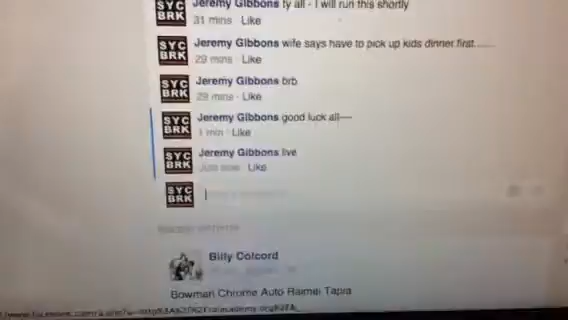 SYC
BRK
Jeremy Gibbons ty all - I will run this shortly
31 mins · Like
SYC
BRK
Jeremy Gibbons wife says have to pick up kids dinner first......
29 mins · Like
SYC
BRK
Jeremy Gibbons brb
29 mins · Like
SYC
BRK
Jeremy Gibbons good luck all---
1 min · Like
SYC
BRK
Jeremy Gibbons live
Just now · Like
SYC
BRK
Billy Colcord
Bowman Chrome Auto Raimel Tapia